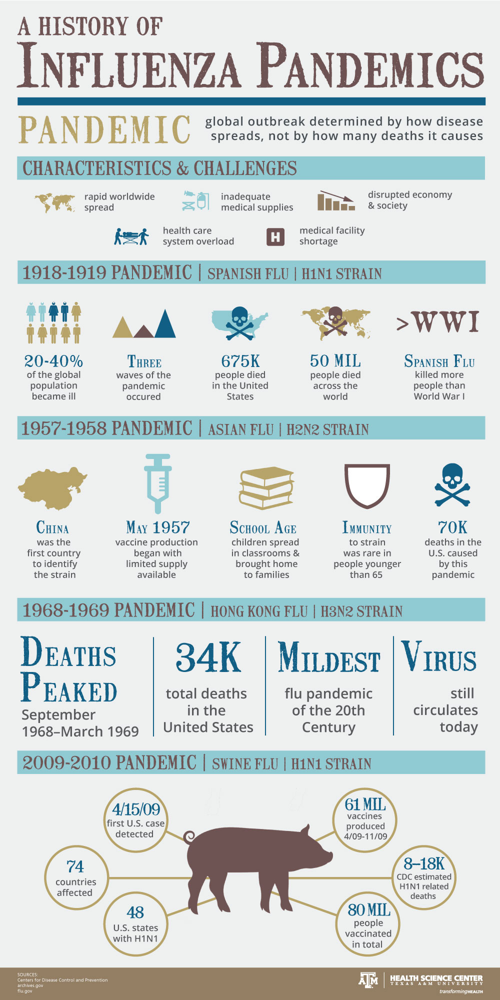 A HISTORY OF
INFLUENZA PANDEMICS
PANDEMIC
global outbreak determined by how disease
spreads, not by how many deaths it causes
CHARACTERISTICS & CHALLENGES
rapid worldwide
spread
inadequate
medical supplies
disrupted economy
& society
health care
system overload
H
medical facility
shortage
1918-1919 PANDEMIC | SPANISH FLU | H1N1 STRAIN
20-40%
of the global
population
became ill
THREE
waves of the
pandemic
occured
675K
people died
in the United
States
50 MIL
people died
across the
world
>WWI
SPANISH FLU
killed more
people than
World War I
1957-1958 PANDEMIC | ASIAN FLU | H2N2 STRAIN
CHINA
was the
first country
to identify
the strain
MAY 1957
vaccine production
began with
limited supply
available
SCHOOL AGE
children spread
in classrooms &
brought home
to families
IMMUNITY
to strain
was rare in
people younger
than 65
70K
deaths in the
U.S. caused
by this
pandemic
1968-1969 PANDEMIC | HONG KONG FLU | H3N2 STRAIN
DEATHS
PEAKED
September
1968–March 1969
34K
total deaths
in the
United States
MILDEST
flu pandemic
of the 20th
Century
VIRUS
still
circulates
today
2009-2010 PANDEMIC | SWINE FLU | H1N1 STRAIN
4/15/09
first U.S. case
detected
61 MIL
vaccines
produced
4/09-11/09
74
countries
affected
8–18K
CDC estimated
H1N1 related
deaths
48
U.S. states
with H1N1
80 MIL
people
vaccinated
in total
SOURCES:
Centers for Disease Control and Prevention
archives.gov
flu.gov
ATM
HEALTH SCIENCE CENTER
TEXAS A&M UNIVERSITY
transformingHEALTH